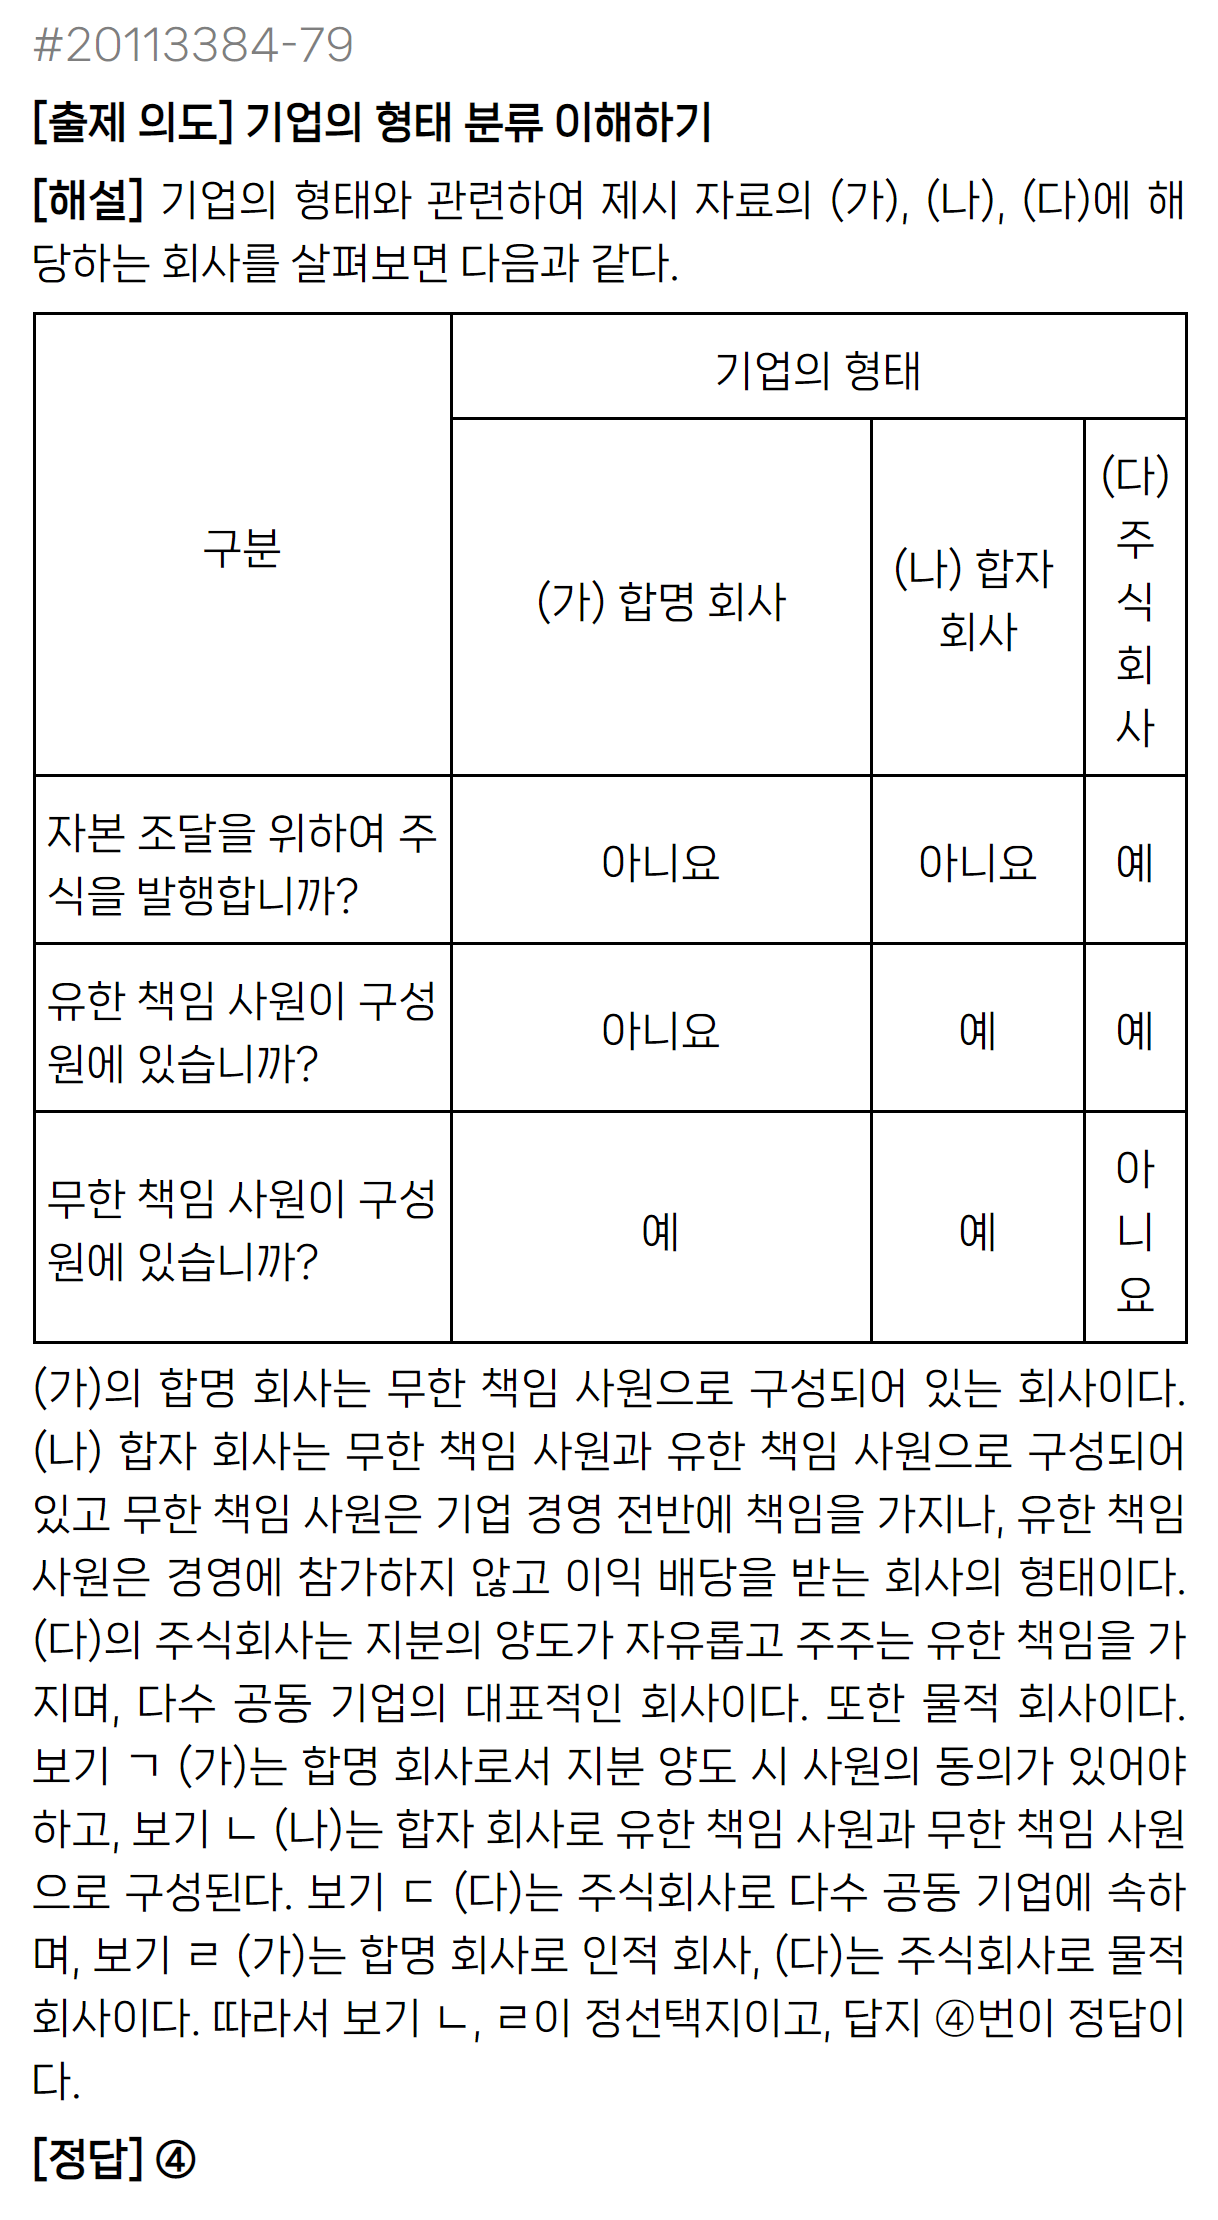 #20113384-79
[출제 의도] 기업의 형태 분류 이해하기
[해설] 기업의 형태와 관련하여 제시 자료의 (가), (나), (다)에 해
당하는 회사를 살펴보면 다음과 같다.
구분
기업의 형태
(가) 합명 회사
(나) 합자
회사
(다)
주
식
회
사
자본 조달을 위하여 주
식을 발행합니까?
아니요
아니요
예
유한 책임 사원이 구성
원에 있습니까?
아니요
예
예
무한 책임 사원이 구성
원에 있습니까?
예
예
아
니
요
(가)의 합명 회사는 무한 책임 사원으로 구성되어 있는 회사이다.
(나) 합자 회사는 무한 책임 사원과 유한 책임 사원으로 구성되어
있고 무한 책임 사원은 기업 경영 전반에 책임을 가지나, 유한 책임
사원은 경영에 참가하지 않고 이익 배당을 받는 회사의 형태이다.
(다)의 주식회사는 지분의 양도가 자유롭고 주주는 유한 책임을 가
지며, 다수 공동 기업의 대표적인 회사이다. 또한 물적 회사이다.
보기 ㄱ (가)는 합명 회사로서 지분 양도 시 사원의 동의가 있어야
하고, 보기 ㄴ (나)는 합자 회사로 유한 책임 사원과 무한 책임 사원
으로 구성된다. 보기 ㄷ (다)는 주식회사로 다수 공동 기업에 속하
며, 보기 ㄹ (가)는 합명 회사로 인적 회사, (다)는 주식회사로 물적
회사이다. 따라서 보기 ㄴ, ㄹ이 정선택지이고, 답지 ④번이 정답이
다.
[정답] ④